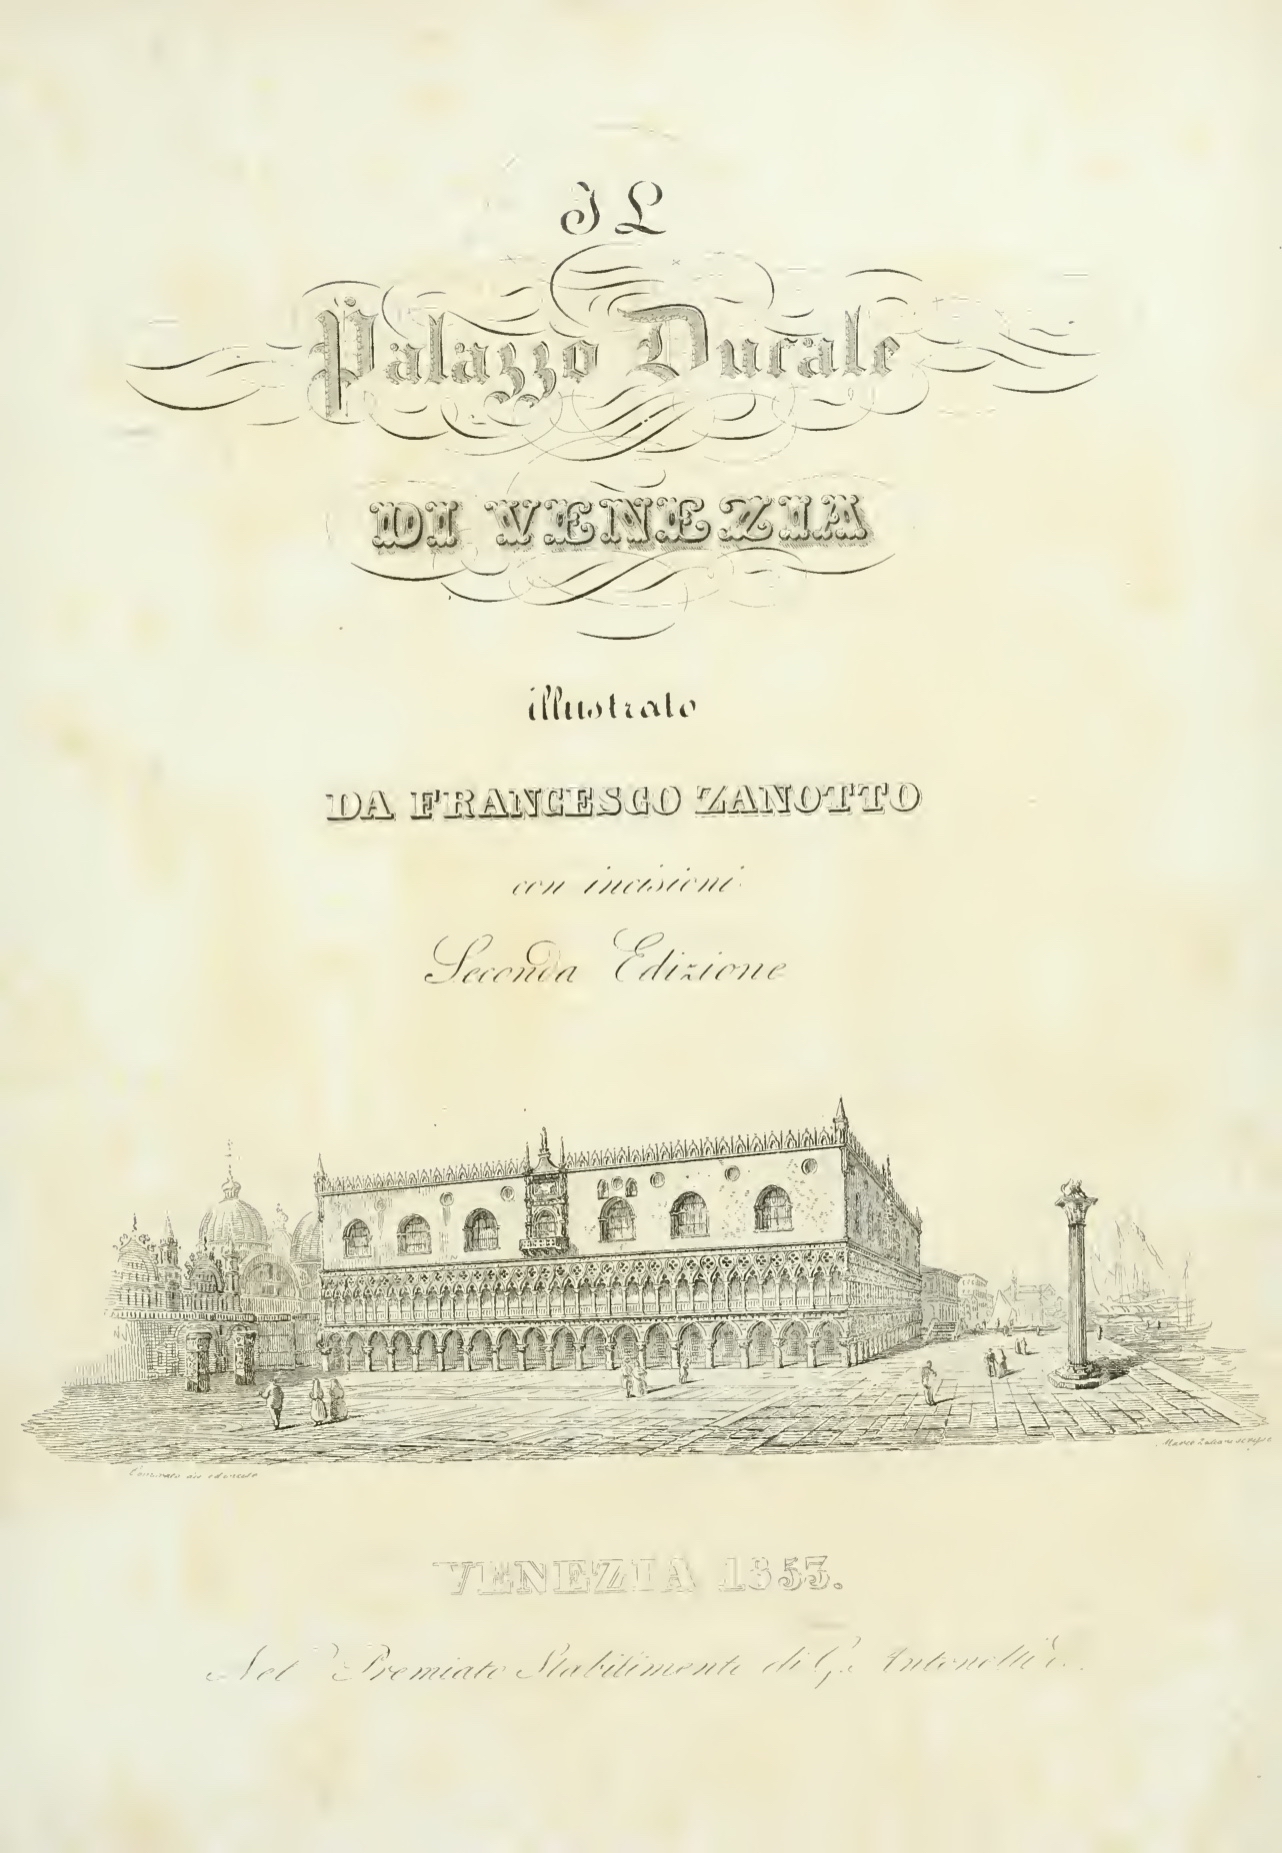 IL
Palazzo Ducale
DI VENEZIA
illustrato
DA FRANCESCO ZANOTTO
con incisioni
Seconda Edizione
Marco
VENEZIA 1853.
Nel Premiato Stabilimento di G. Antonelli